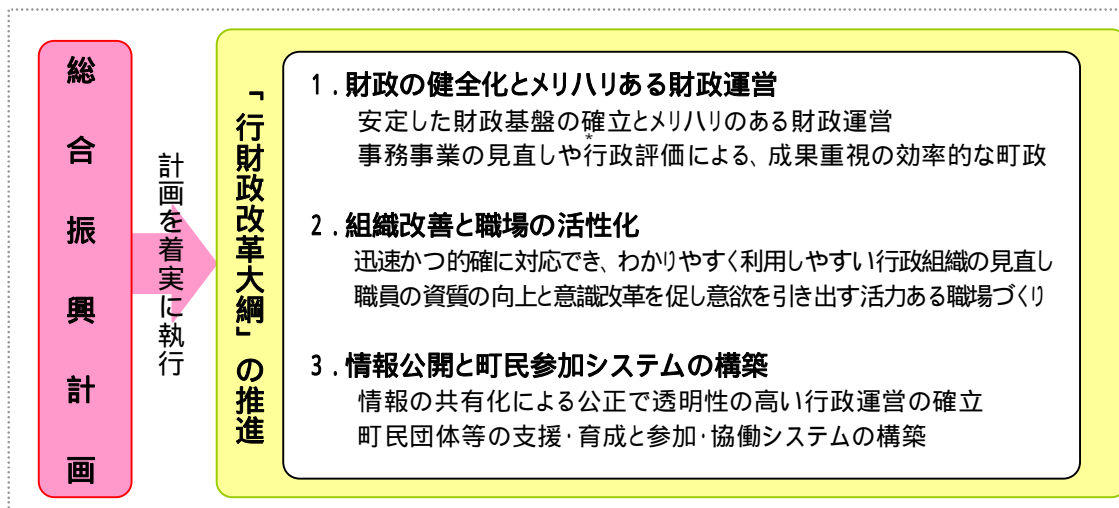 総合振興計画
計画を着実に執行
「行財政改革大綱」の推進
1.財政の健全化とメリハリある財政運営
安定した財政基盤の確立とメリハリのある財政運営
*
事務事業の見直しや行政評価による、成果重視の効率的な町政
2.組織改善と職場の活性化
迅速かつ的確に対応でき、わかりやすく利用しやすい行政組織の見直し
職員の資質の向上と意識改革を促し意欲を引き出す活力ある職場づくり
3.情報公開と町民参加システムの構築
情報の共有化による公正で透明性の高い行政運営の確立
町民団体等の支援・育成と参加・協働システムの構築